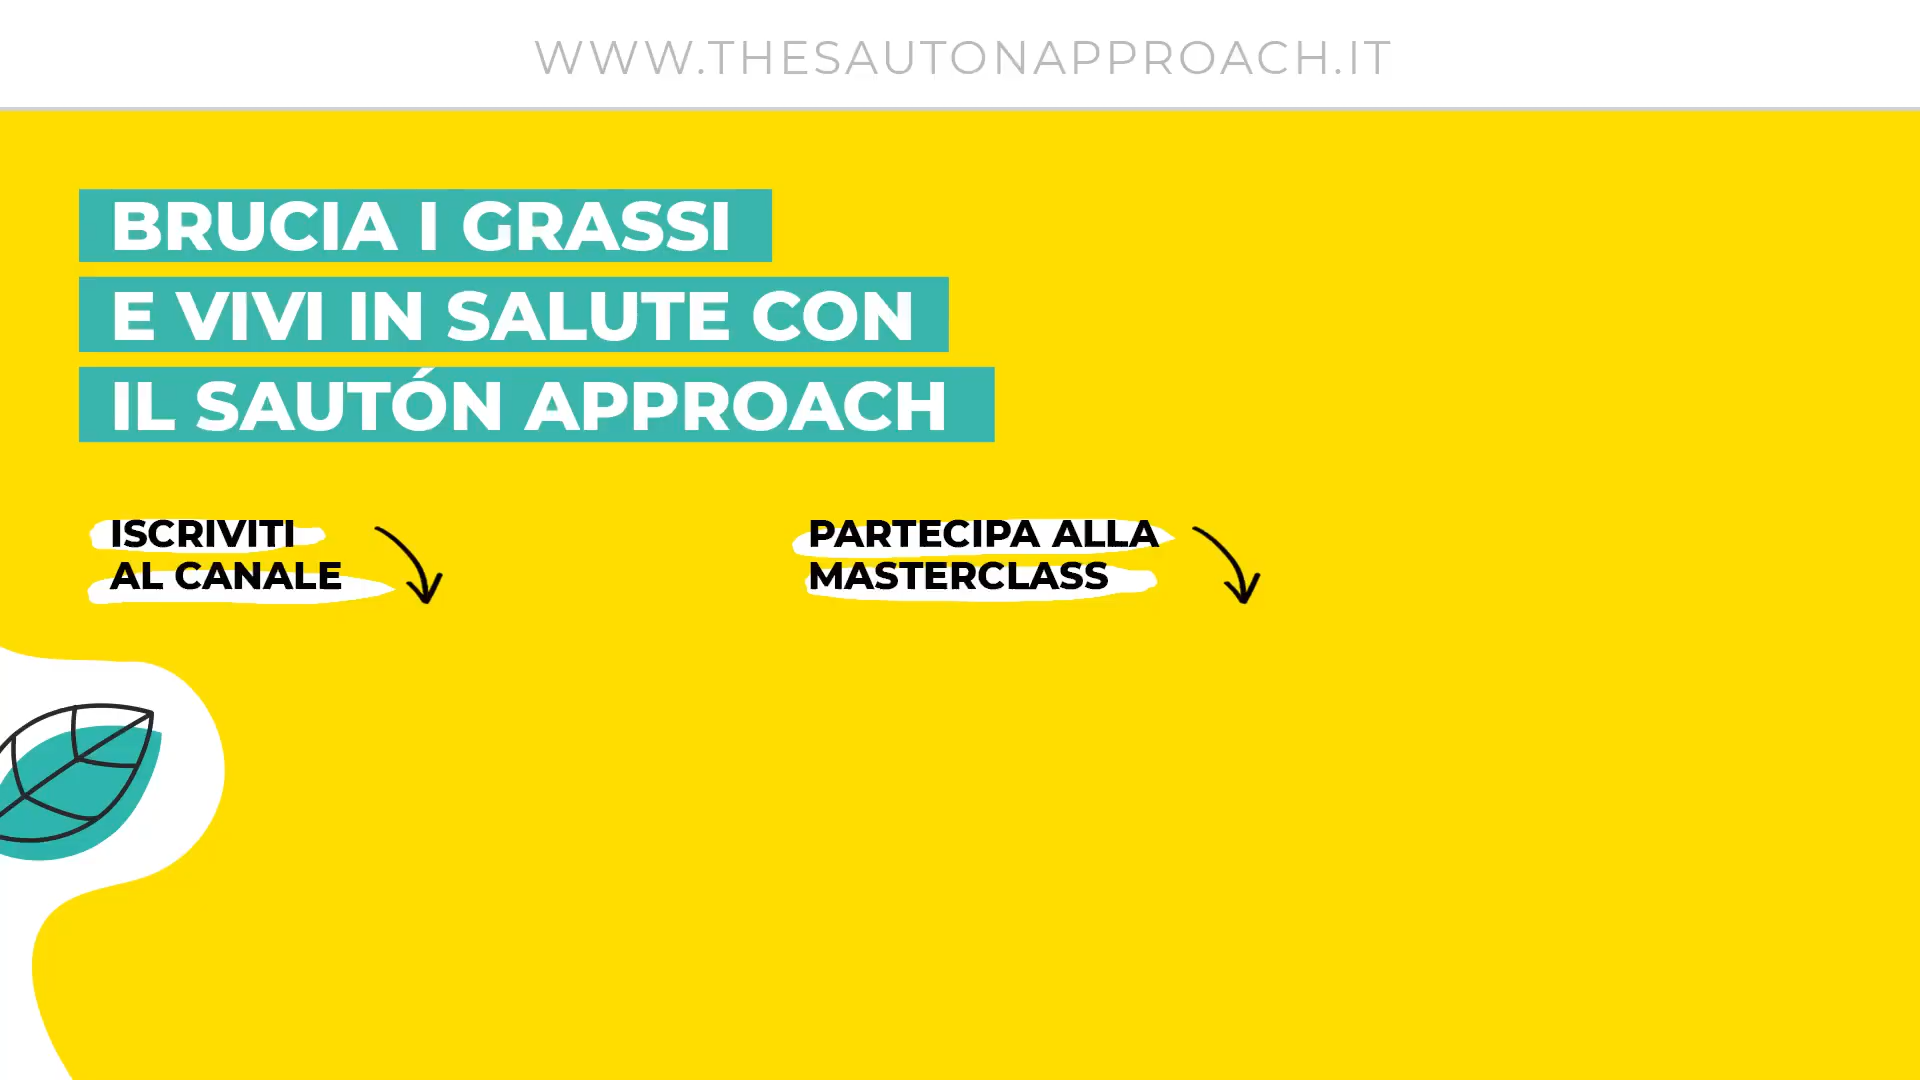 WWW.THESAUTONAPPROACH.IT
BRUCIA I GRASSI
E VIVI IN SALUTE CON
IL SAUTÓN APPROACH
ISCRIVITI
AL CANALE
PARTECIPA ALLA
MASTERCLASS